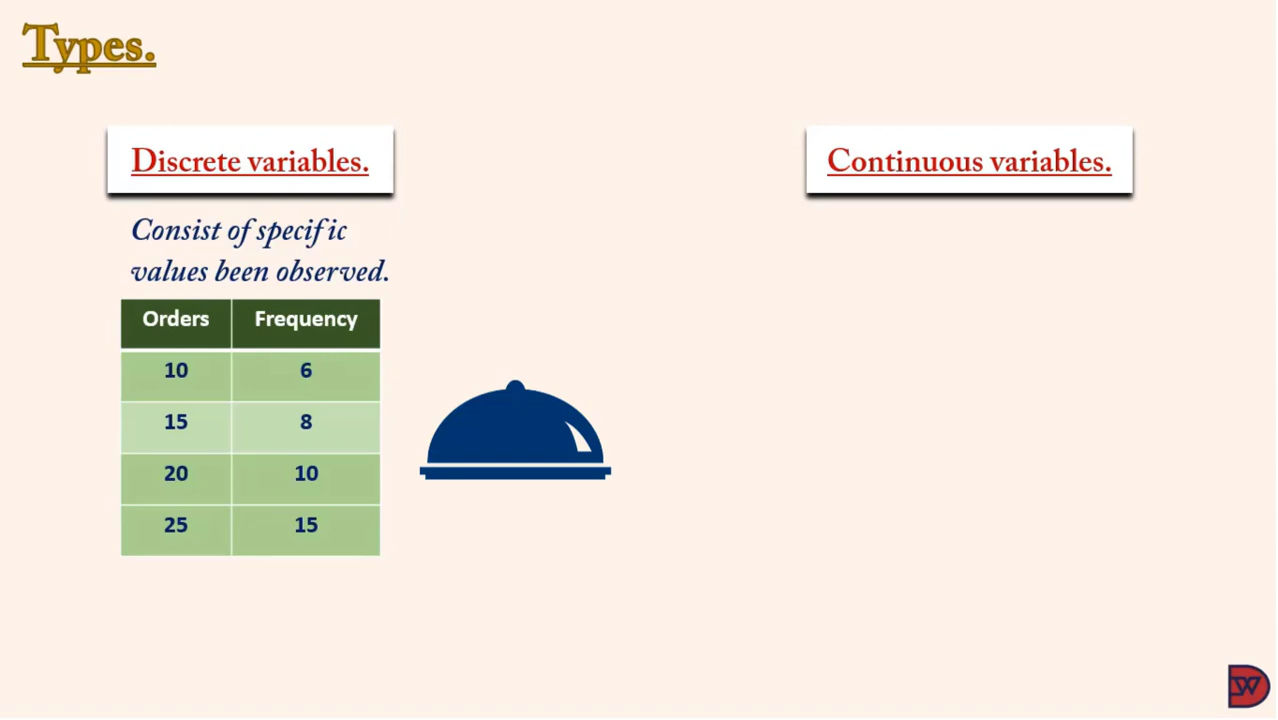 Types.
Discrete variables.
Consist of specific
values been observed.
Orders Frequency
10 6
15 8
20 10
25 15
Continuous variables.
DW